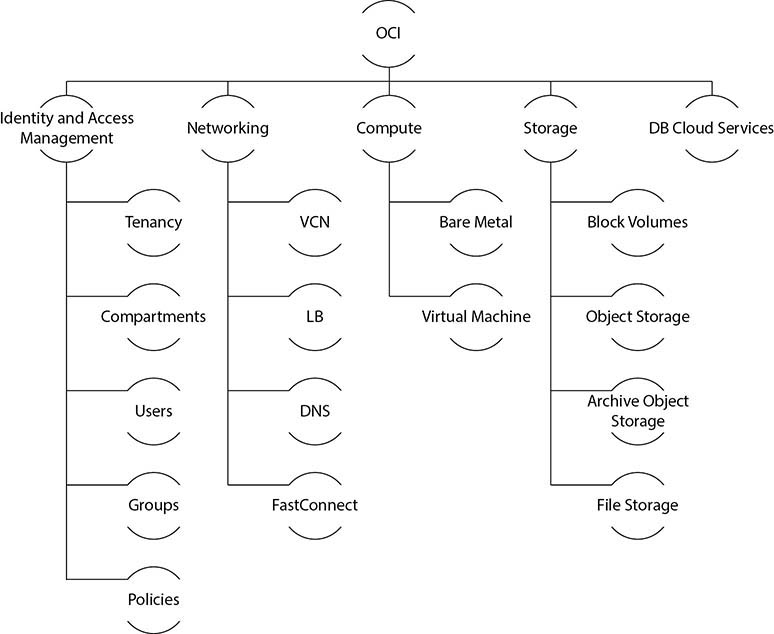 OCI
Identity and Access
Management
Networking
Compute
Storage
DB Cloud Services
Tenancy
VCN
Bare Metal
Block Volumes
Compartments
LB
Virtual Machine
Object Storage
Users
DNS
Archive Object
Storage
Groups
FastConnect
File Storage
Policies